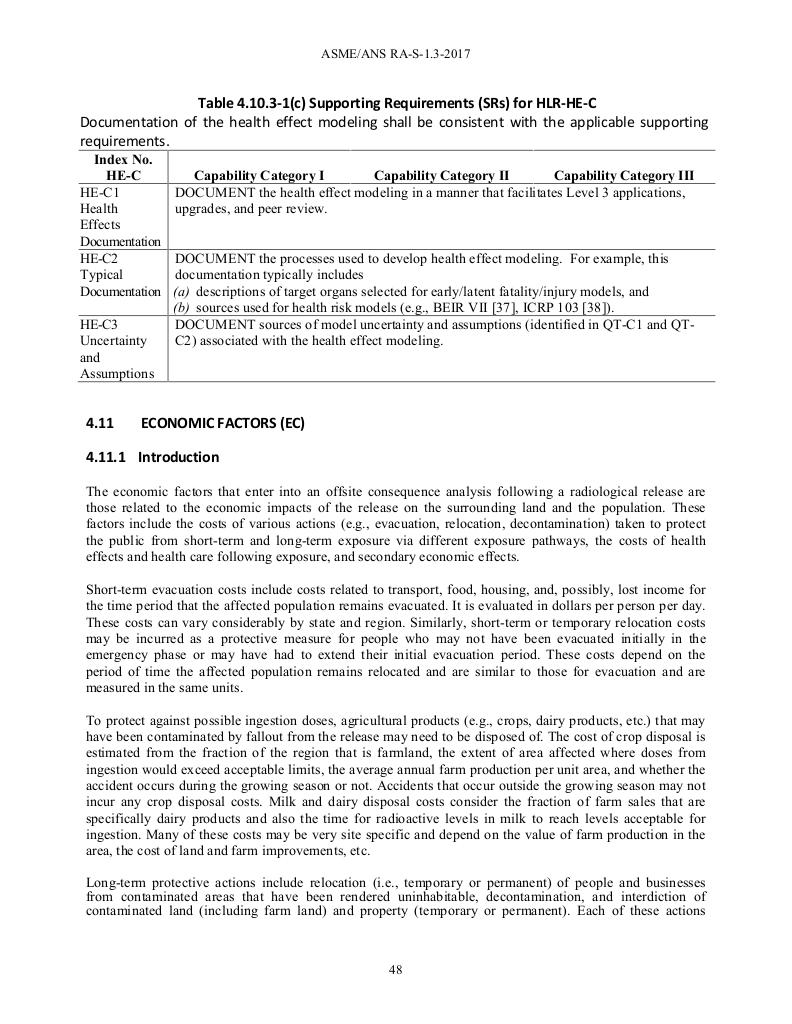 ASME/ANS RA-S-1.3-2017
Table 4.10.3-1(c) Supporting Requirements (SRs) for HLR-HE-C
Documentation of the health effect modeling shall be consistent with the applicable supporting
requirements.
Index No.
HE-C Capability Category I Capability Category II Capability Category III
HE-C1 DOCUMENT the health effect modeling in a manner that facilitates Level 3 applications,
Health upgrades, and peer review.
Effects
Documentation
HE-C2 DOCUMENT the processes used to develop health effect modeling. For example, this
Typical documentation typically includes
Documentation (a) descriptions of target organs selected for early/latent fatality/injury models, and
(b) sources used for health risk models (e.g., BEIR VII [37], ICRP 103 [38]).
HE-C3 DOCUMENT sources of model uncertainty and assumptions (identified in QT-C1 and QT-
Uncertainty C2) associated with the health effect modeling.
and
Assumptions
4.11 ECONOMIC FACTORS (EC)
4.11.1 Introduction
The economic factors that enter into an offsite consequence analysis following a radiological release are
those related to the economic impacts of the release on the surrounding land and the population. These
factors include the costs of various actions (e.g., evacuation, relocation, decontamination) taken to protect
the public from short-term and long-term exposure via different exposure pathways, the costs of health
effects and health care following exposure, and secondary economic effects.
Short-term evacuation costs include costs related to transport, food, housing, and, possibly, lost income for
the time period that the affected population remains evacuated. It is evaluated in dollars per person per day.
These costs can vary considerably by state and region. Similarly, short-term or temporary relocation costs
may be incurred as a protective measure for people who may not have been evacuated initially in the
emergency phase or may have had to extend their initial evacuation period. These costs depend on the
period of time the affected population remains relocated and are similar to those for evacuation and are
measured in the same units.
To protect against possible ingestion doses, agricultural products (e.g., crops, dairy products, etc.) that may
have been contaminated by fallout from the release may need to be disposed of. The cost of crop disposal is
estimated from the fraction of the region that is farmland, the extent of area affected where doses from
ingestion would exceed acceptable limits, the average annual farm production per unit area, and whether the
accident occurs during the growing season or not. Accidents that occur outside the growing season may not
incur any crop disposal costs. Milk and dairy disposal costs consider the fraction of farm sales that are
specifically dairy products and also the time for radioactive levels in milk to reach levels acceptable for
ingestion. Many of these costs may be very site specific and depend on the value of farm production in the
area, the cost of land and farm improvements, etc.
Long-term protective actions include relocation (i.e., temporary or permanent) of people and businesses
from contaminated areas that have been rendered uninhabitable, decontamination, and interdiction of
contaminated land (including farm land) and property (temporary or permanent). Each of these actions
48